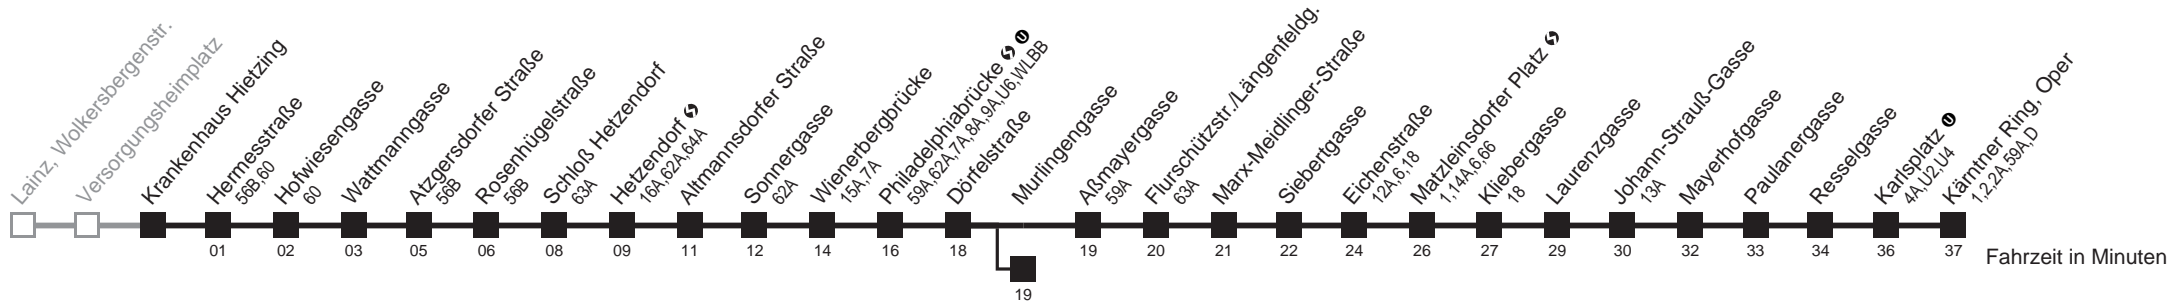 Lainz, Wolkersbergenstr.
Versorgungsheimplatz
Krankenhaus Hietzing
Hermesstraße
56B,60
Hofwiesengasse
60
Wattmanngasse
Atzgersdorfer Straße
56B
Rosenhügelstraße
56B
Schloß Hetzendorf
63A
Hetzendorf
16A,62A,64A
Altmannsdorfer Straße
Sonnergasse
62A
Wienerbergbrücke
15A,7A
Philadelphiabrücke U
59A,62A,7A,8A,9A,U6,WLBB
Dörfelstraße
Murlingengasse
Aßmayergasse
59A
Flurschützstr./Längenfeldg.
63A
Marx-Meidlinger-Straße
Siebertgasse
Eichenstraße
12A,6,18
Matzleinsdorfer Platz
1,14A,6,66
Kliebergasse
18
Laurenzgasse
Johann-Strauß-Gasse
13A
Mayerhofgasse
Paulanergasse
Resselgasse
Karlsplatz U
4A,U2,U4
Kärntner Ring, Oper
1,2,2A,59A,D
01 02 03 05 06 08 09 11 12 14 16 18 19 20 21 22 24 26 27 29 30 32 33 34 36 37
Fahrzeit in Minuten
19